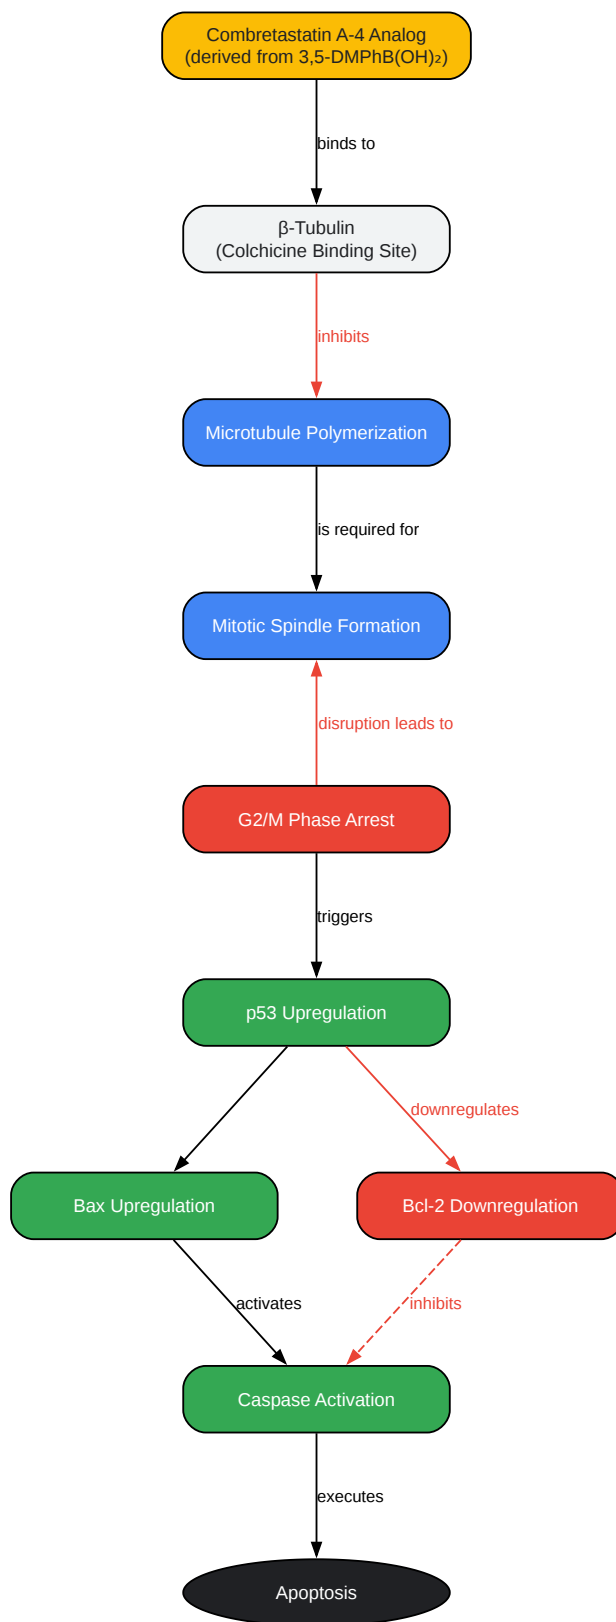 Combretastatin A-4 Analog
(derived from 3,5-DMPhB(OH)₂)
binds to
β-Tubulin
(Colchicine Binding Site)
inhibits
Microtubule Polymerization
is required for
Mitotic Spindle Formation
disruption leads to
G2/M Phase Arrest
triggers
p53 Upregulation
downregulates
Bax Upregulation
Bcl-2 Downregulation
activates
inhibits
Caspase Activation
executes
Apoptosis